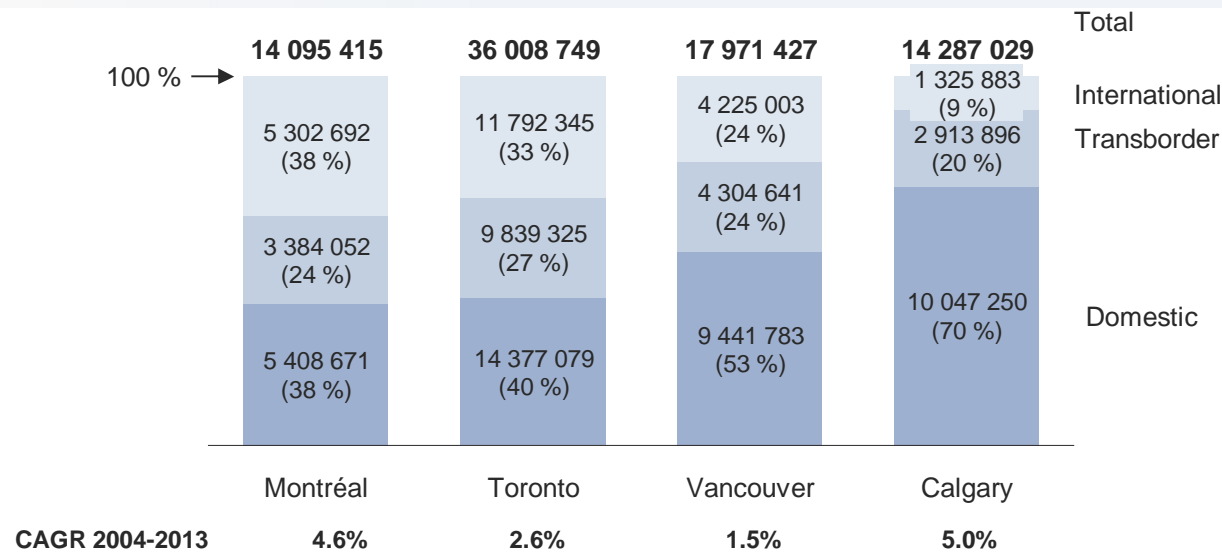 Total
14 095 415 36 008 749 17 971 427 14 287 029
100 %
International
Transborder
Domestic
5 302 692
(38 %)
3 384 052
(24 %)
5 408 671
(38 %)
11 792 345
(33 %)
9 839 325
(27 %)
14 377 079
(40 %)
4 225 003
(24 %)
4 304 641
(24 %)
9 441 783
(53 %)
1 325 883
(9 %)
2 913 896
(20 %)
10 047 250
(70 %)
Montréal Toronto Vancouver Calgary
CAGR 2004-2013 4.6% 2.6% 1.5% 5.0%